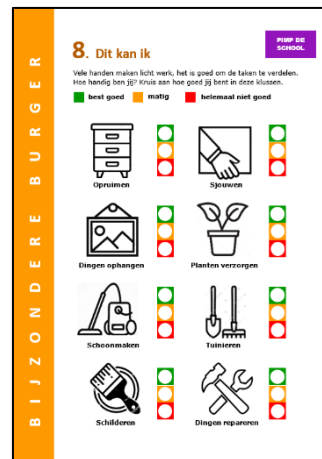 PIMP DE
SCHOOL
8. Dit kan ik
Vele handen maken licht werk, het is goed om de taken te verdelen.
Hoe handig ben jij? Kruis aan hoe goed jij bent in deze klussen.
best goed matig helemaal niet goed
Opruimen Sjouwen
Dingen ophangen Planten verzorgen
Schoonmaken Tuinieren
Schilderen Dingen repareren
BIJZONDERE BURGER